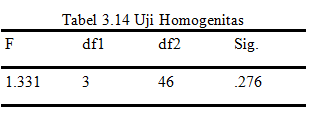 Tabel 3.14 Uji Homogenitas
F df1 df2 Sig.
1.331 3 46 .276